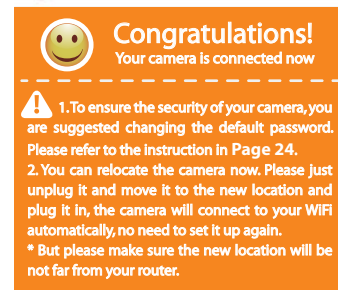 Congratulations!
Your camera is connected now
1. To ensure the security of your camera, you
are suggested changing the default password.
Please refer to the instruction in Page 24.
2. You can relocate the camera now. Please just
unplug it and move it to the new location and
plug it in, the camera will connect to your WiFi
automatically, no need to set it up again.
* But please make sure the new location will be
not far from your router.